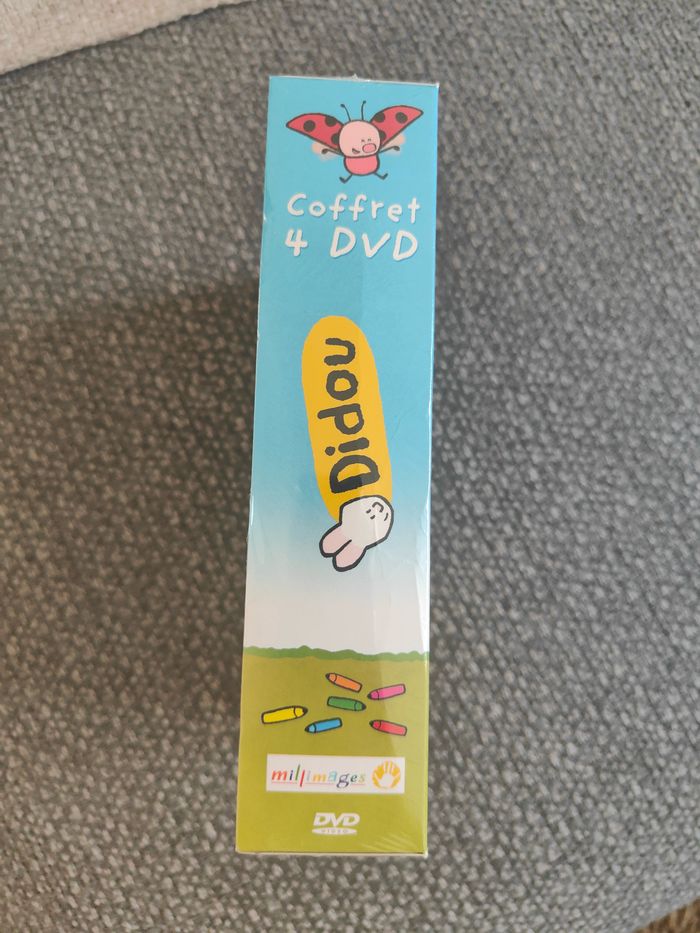 Coffret
4 DVD
Didou
millimages
DVD
VIDEO